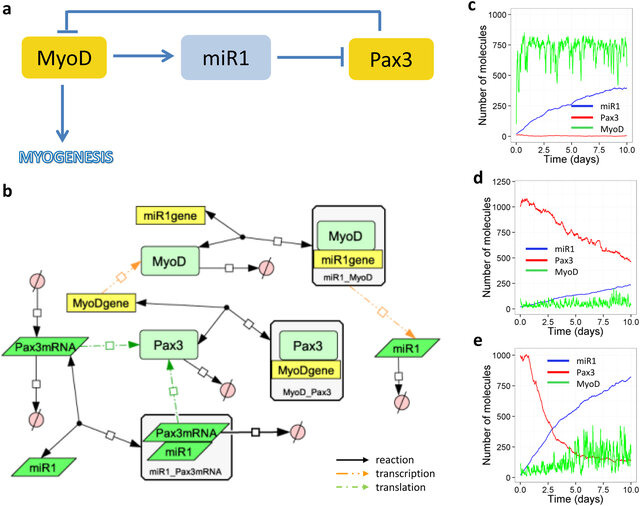 a
MyoD
miR1
Pax3
MYOGENESIS
b
miR1gene
MyoD
MyoD
miR1gene
miR1_MyoD
MyoDgene
Pax3mRNA
Pax3
Pax3
MyoDgene
MyoD_Pax3
miR1
Pax3mRNA
miR1
miR1_Pax3mRNA
miR1
reaction
transcription
translation
c
Number of molecules
750
500
250
0
miR1
Pax3
MyoD
0 2.5 5.0 7.5 10.0
Time (days)
d
Number of molecules
1250
1000
750
500
250
0
miR1
Pax3
MyoD
0.0 2.5 5.0 7.5 10.0
Time (days)
e
Number of molecules
1000
750
500
250
0
miR1
Pax3
MyoD
0 2.5 5.0 7.5 10.0
Time (days)